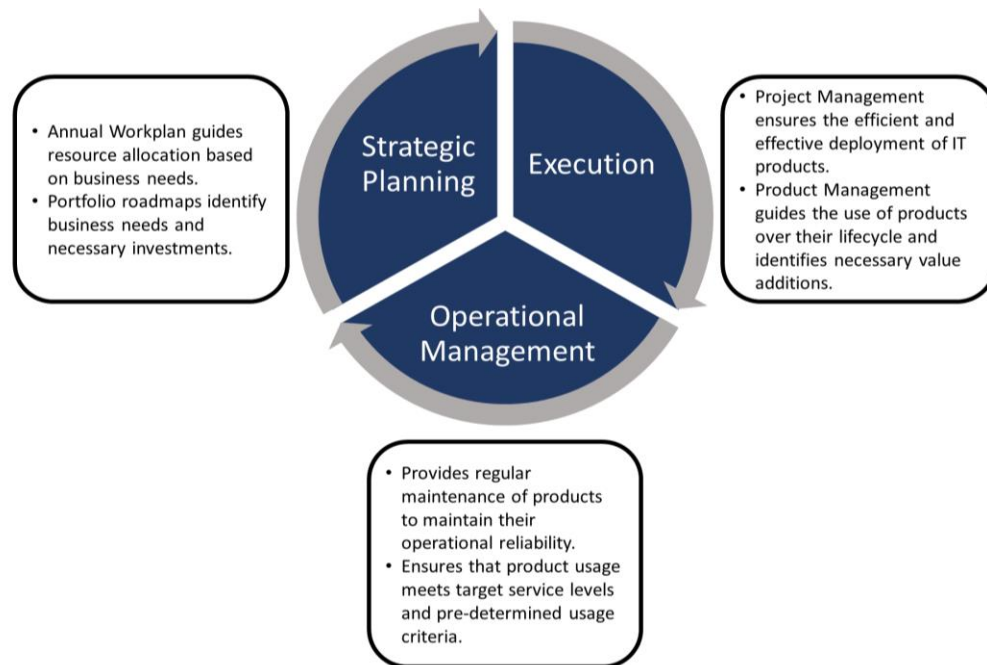 Strategic
Planning
Execution
Operational
Management
• Annual Workplan guides
resource allocation based
on business needs.
• Portfolio roadmaps identify
business needs and
necessary investments.
• Project Management
ensures the efficient and
effective deployment of IT
products.
• Product Management
guides the use of products
over their lifecycle and
identifies necessary value
additions.
• Provides regular
maintenance of products
to maintain their
operational reliability.
• Ensures that product usage
meets target service levels
and pre-determined usage
criteria.